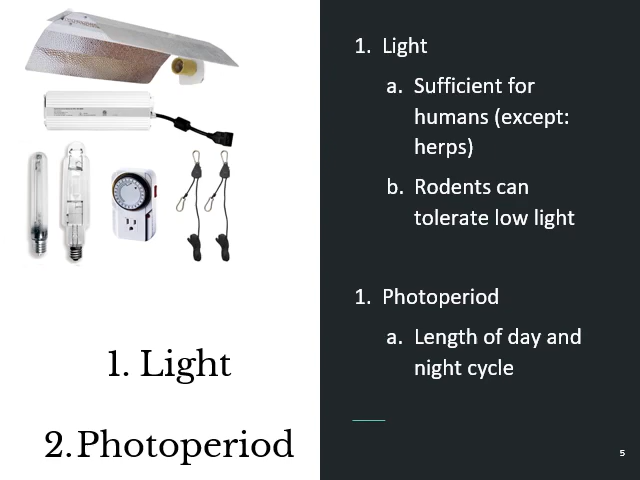 1. Light
2. Photoperiod
1. Light
a. Sufficient for
humans (except:
herps)
b. Rodents can
tolerate low light
1. Photoperiod
a. Length of day and
night cycle
5